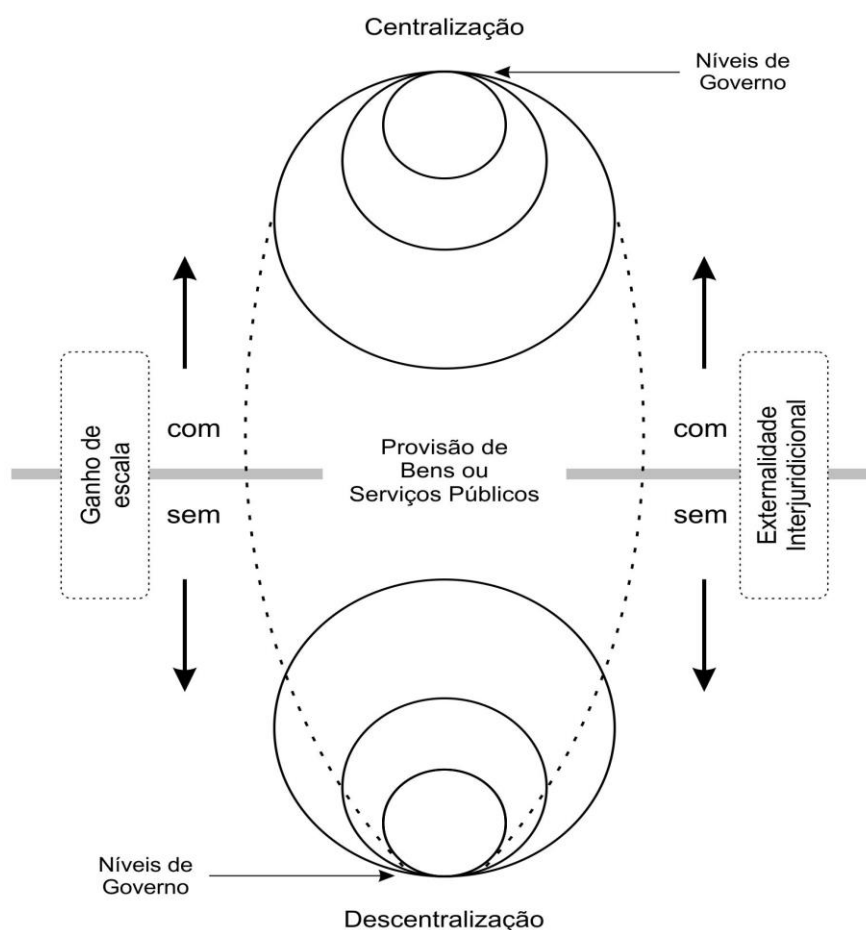 Centralização
Níveis de
Governo
Ganho de
escala
com
sem
Provisão de
Bens ou
Serviços Públicos
com
sem
Externalidade
Interjuridicional
Níveis de
Governo
Descentralização